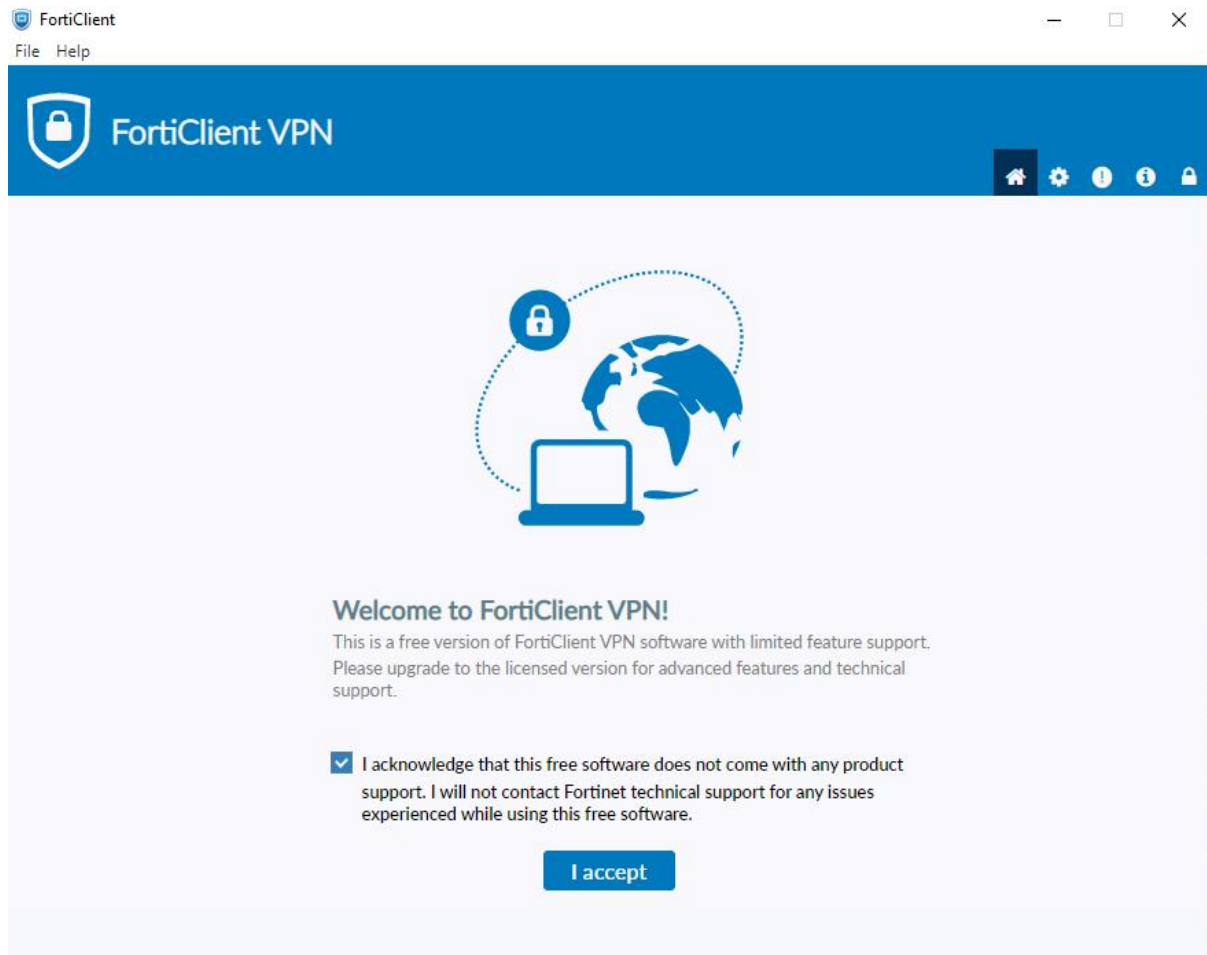 FortiClient
File Help
FortiClient VPN
Welcome to FortiClient VPN!
This is a free version of FortiClient VPN software with limited feature support.
Please upgrade to the licensed version for advanced features and technical
support.
I acknowledge that this free software does not come with any product
support. I will not contact Fortinet technical support for any issues
experienced while using this free software.
I accept